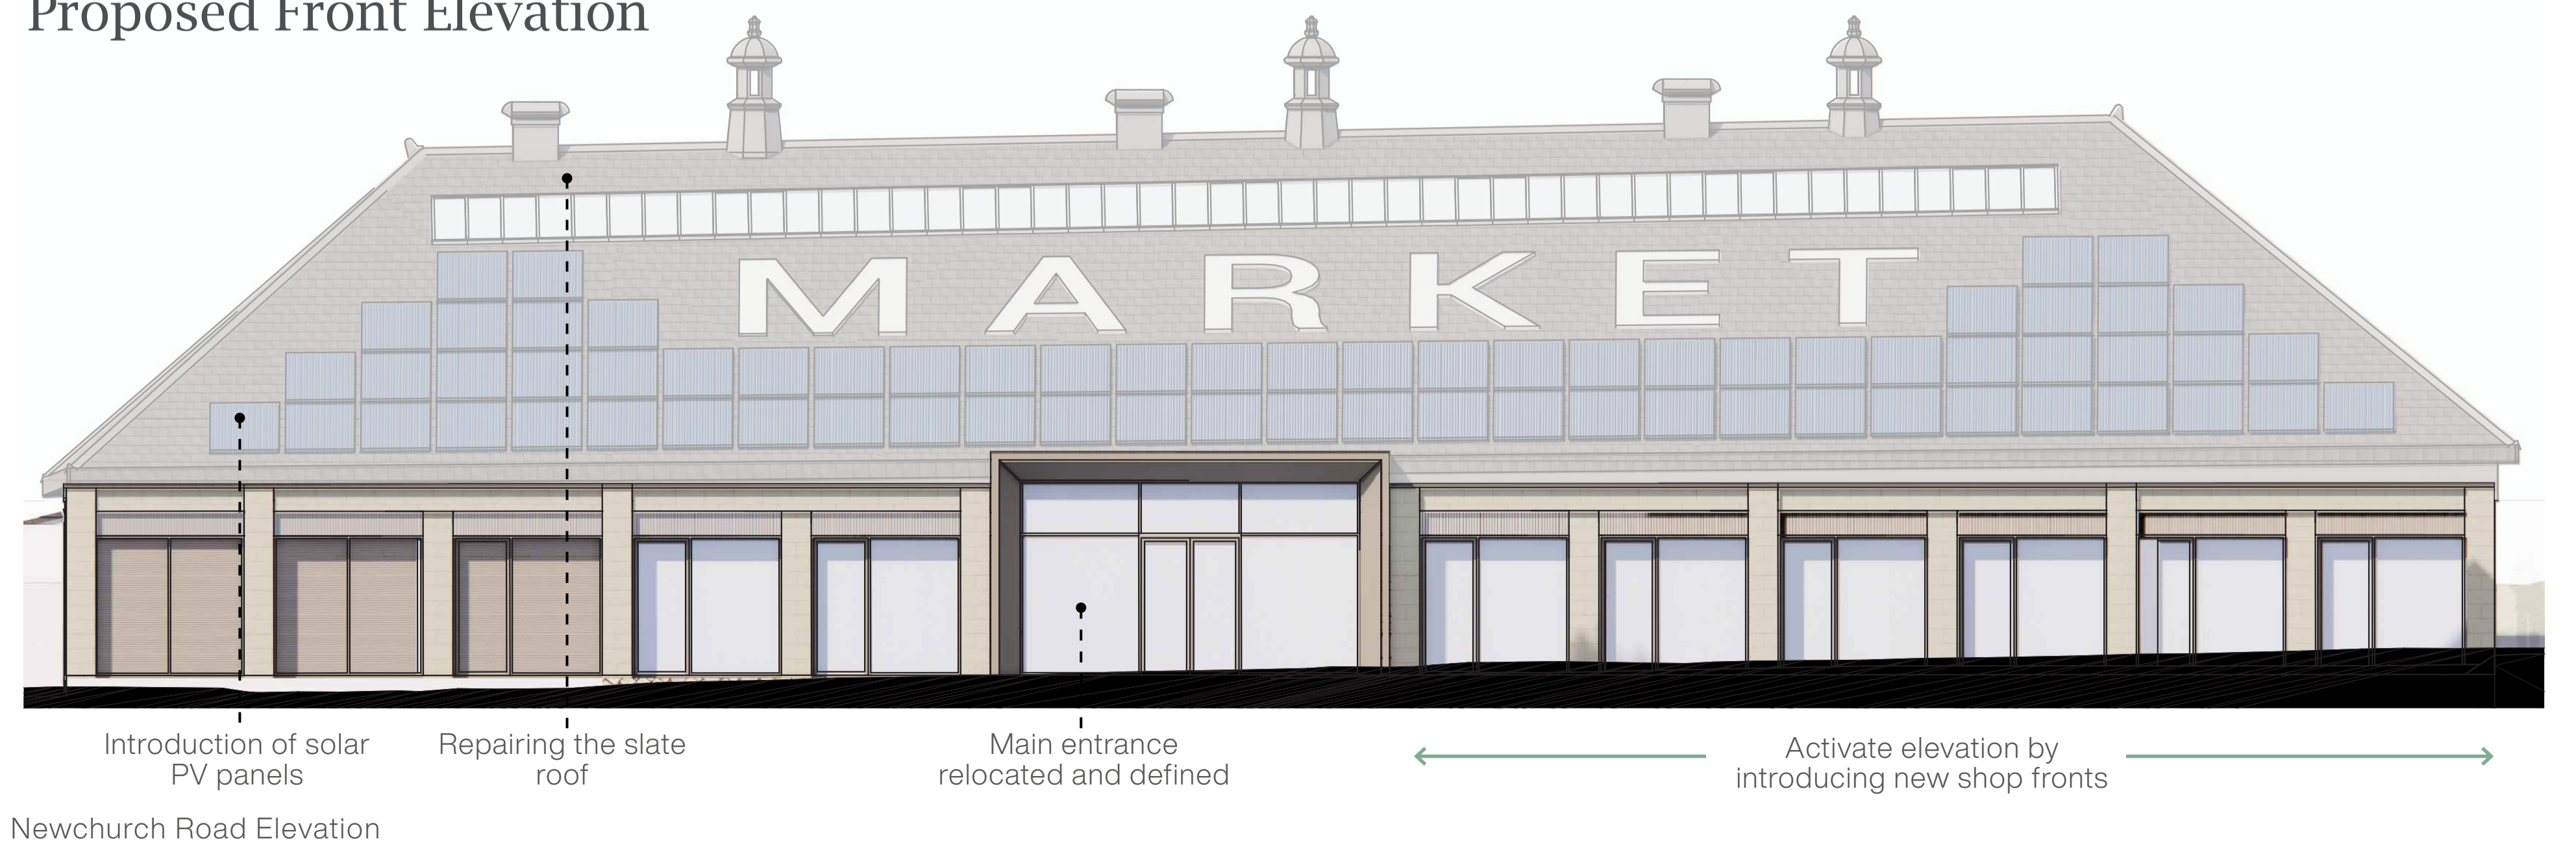 Proposed Front Elevation
MARKET
Introduction of solar
PV panels
Repairing the slate
roof
Main entrance
relocated and defined
Activate elevation by
introducing new shop fronts
Newchurch Road Elevation